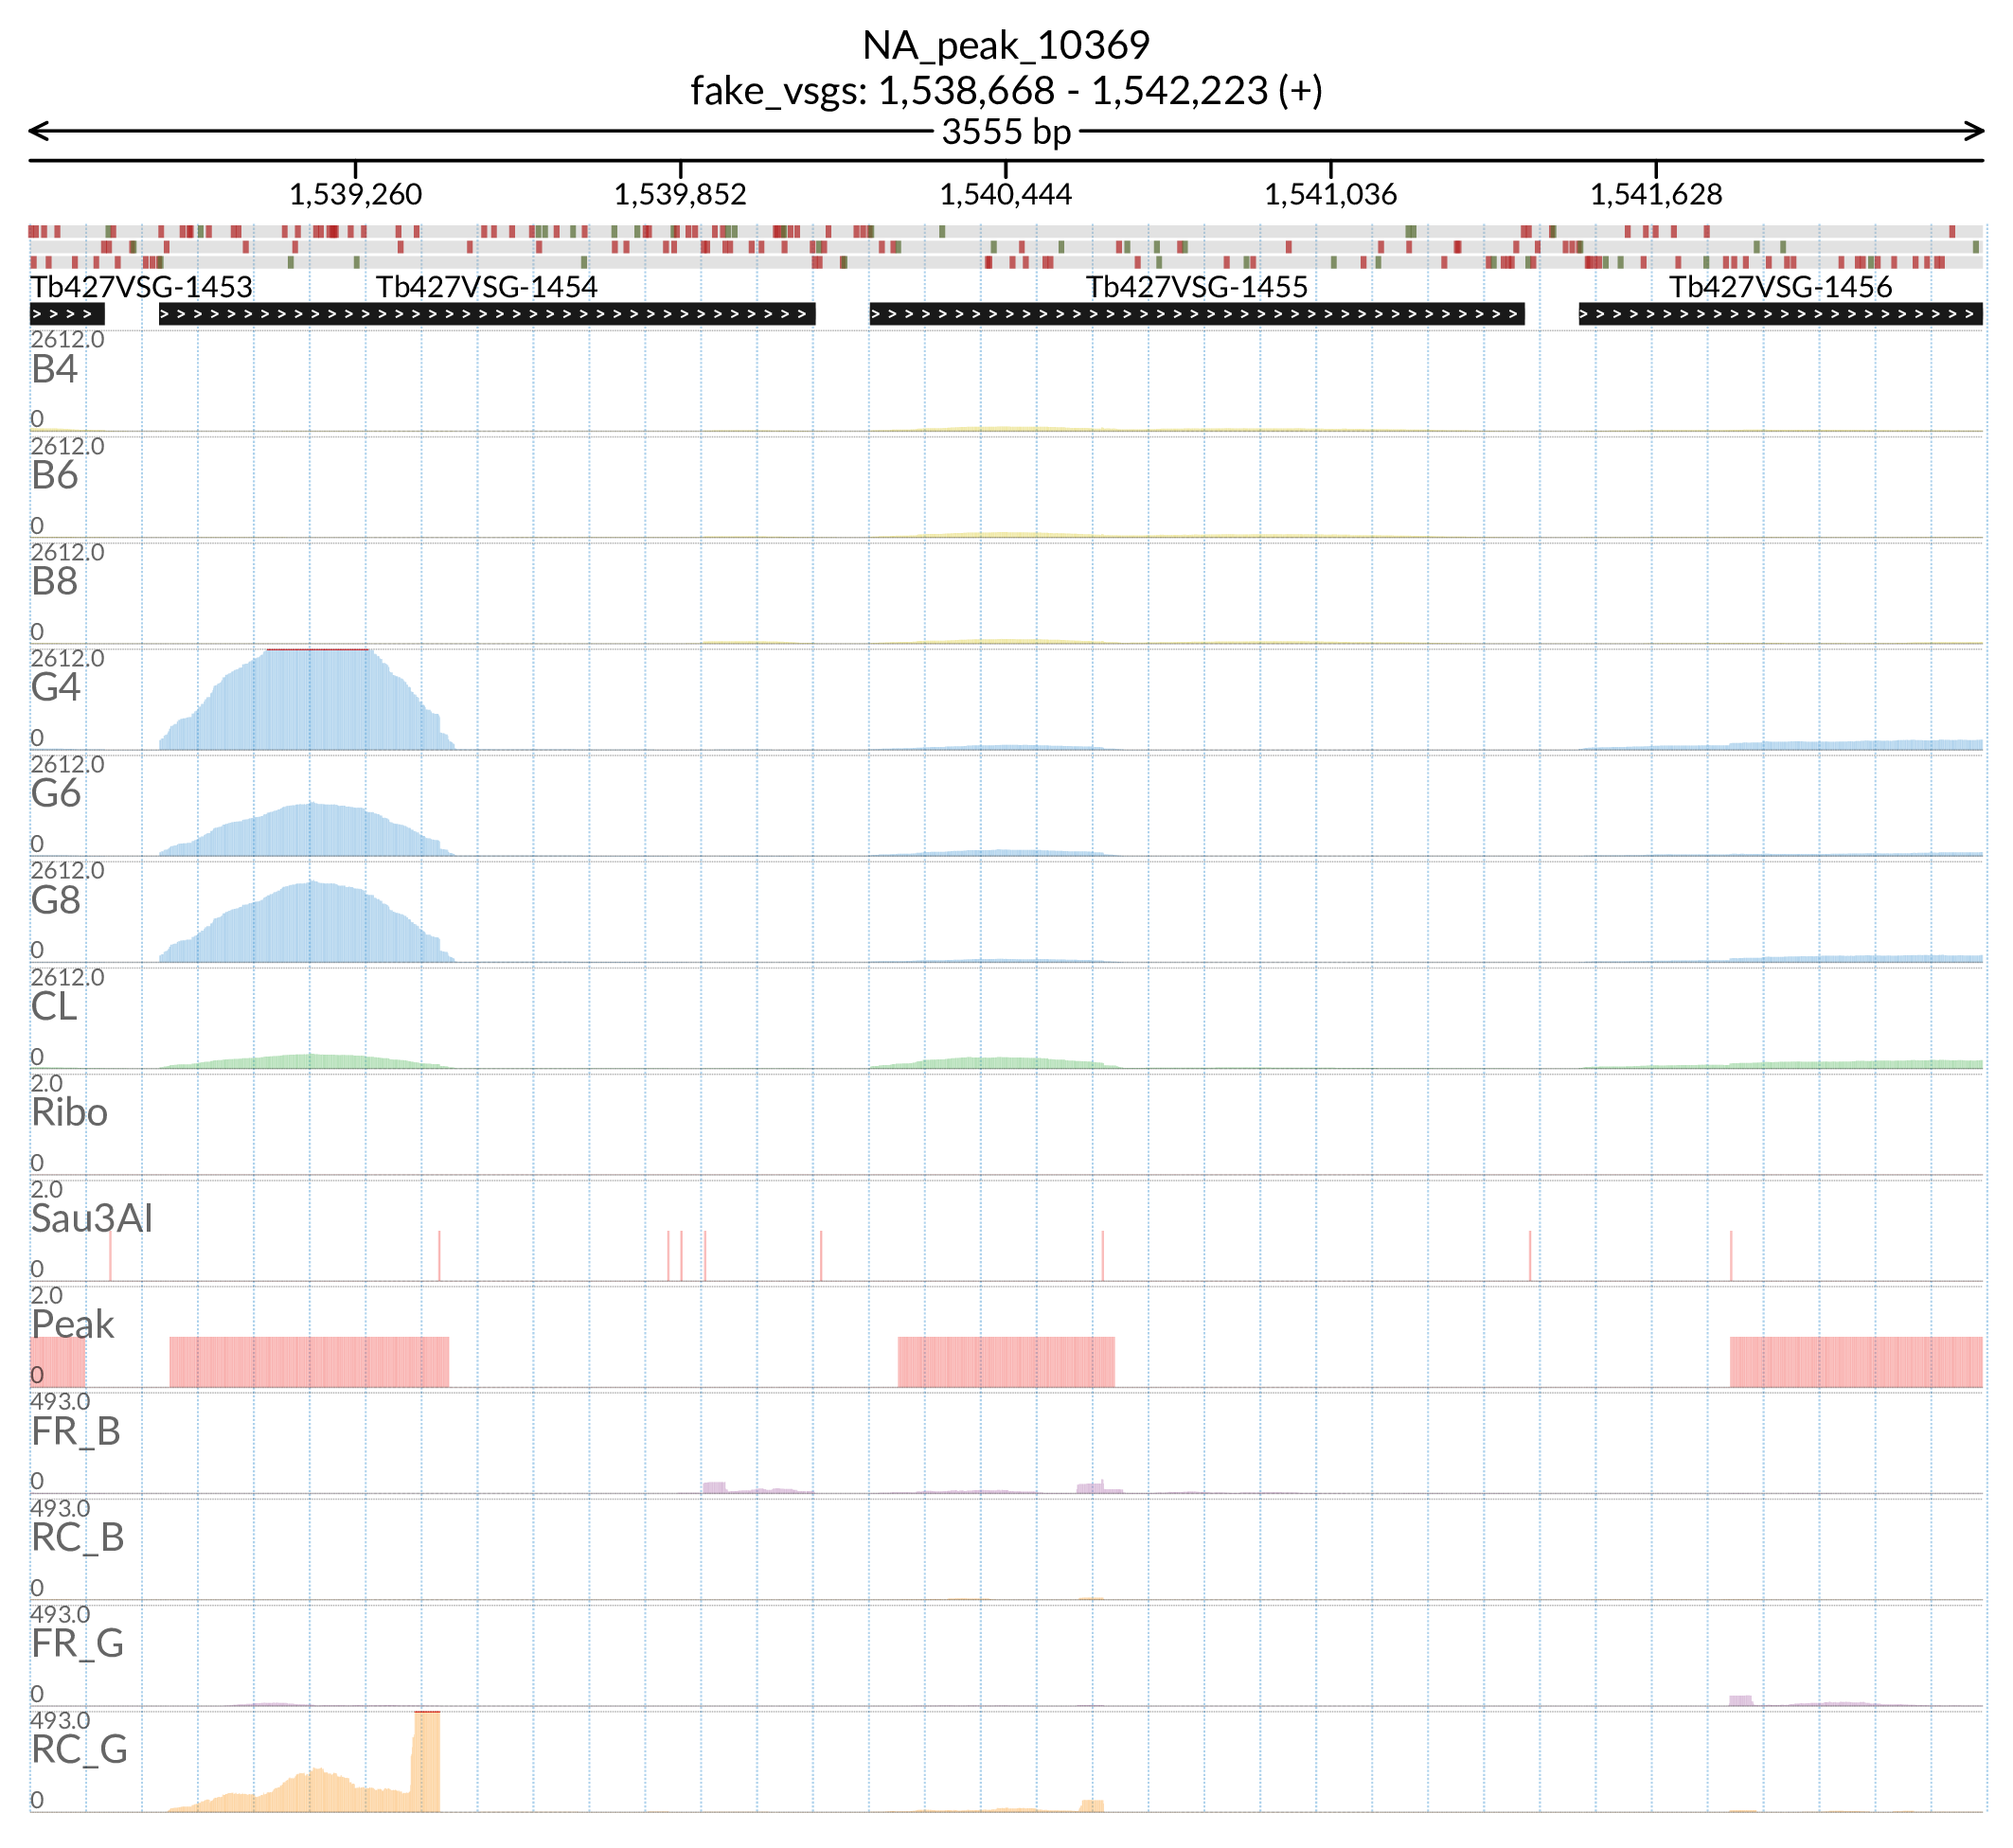 NA_peak_10369
fake_vsgs: 1,538,668 - 1,542,223 (+)
3555 bp
1,539,260 1,539,852 1,540,444 1,541,036 1,541,628
Tb427VSG-1453 Tb427VSG-1454 Tb427VSG-1455 Tb427VSG-1456
2612.0
B4
0
2612.0
B6
0
2612.0
B8
0
2612.0
G4
0
2612.0
G6
0
2612.0
G8
0
2612.0
CL
0
2.0
Ribo
0
2.0
Sau3AI
0
2.0
Peak
0
493.0
FR_B
0
493.0
RC_B
0
493.0
FR_G
0
493.0
RC_G
0